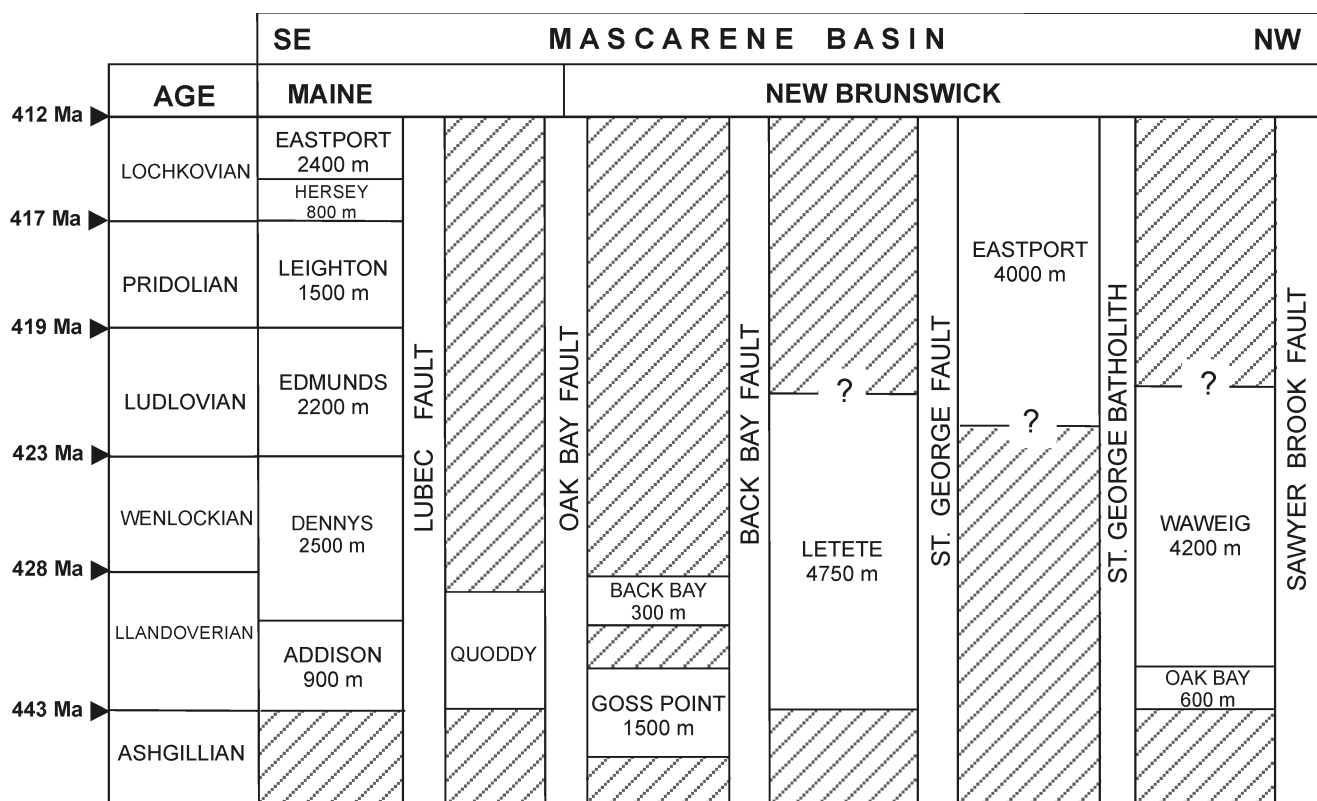 SE MASCARENE BASIN NW
AGE MAINE NEW BRUNSWICK
412 Ma
LOCHKOVIAN
417 Ma
PRIDOLIAN
419 Ma
LUDLOVIAN
423 Ma
WENLOCKIAN
428 Ma
LLANDOVERIAN
443 Ma
ASHGILLIAN
EASTPORT
2400 m
HERSEY
800 m
LEIGHTON
1500 m
EDMUNDS
2200 m
DENNYS
2500 m
ADDISON
900 m
LUBEC FAULT
QUODDY
OAK BAY FAULT
BACK BAY
300 m
GOSS POINT
1500 m
BACK BAY FAULT
?
LETETE
4750 m
ST. GEORGE FAULT
EASTPORT
4000 m
?
ST. GEORGE BATHOLITH
?
WAWEIG
4200 m
OAK BAY
600 m
SAWYER BROOK FAULT